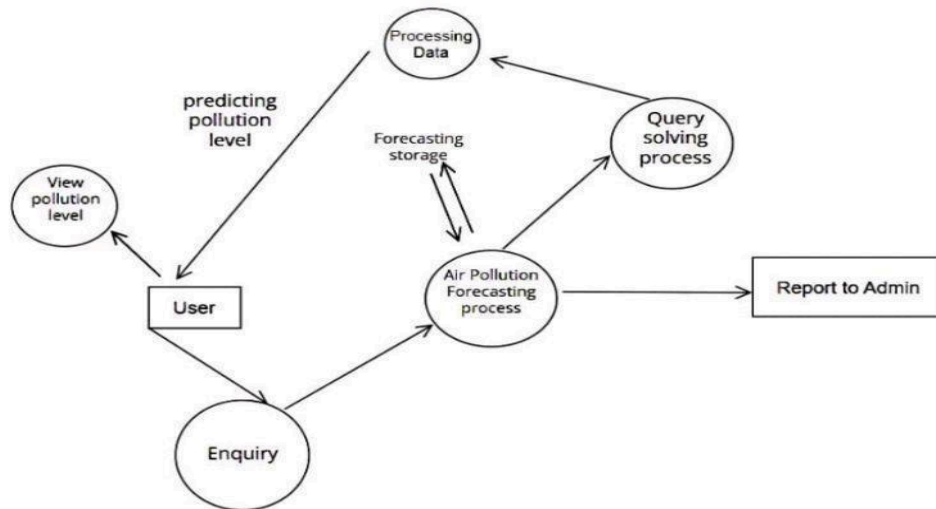 Processing
Data
predicting
pollution
level
Forecasting
storage
Query
solving
process
View
pollution
level
User
Air Pollution
Forecasting
process
Report to Admin
Enquiry